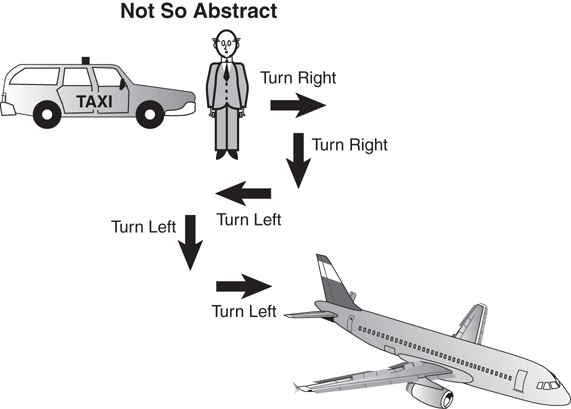 Not So Abstract
Turn Right
TAXI
Turn Right
Turn Left
Turn Left
Turn Left